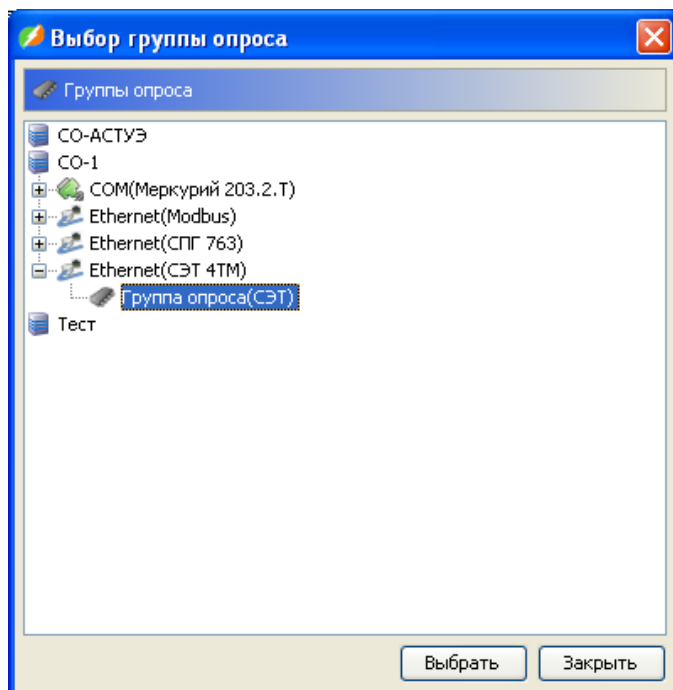 Выбор группы опроса
Группы опроса
СО-АСТУЭ
СО-1
COM(Меркурий 203.2.Т)
Ethernet(Modbus)
Ethernet(СПГ 763)
Ethernet(СЭТ 4ТМ)
Группа опроса(СЭТ)
Тест
Выбрать Закрыть